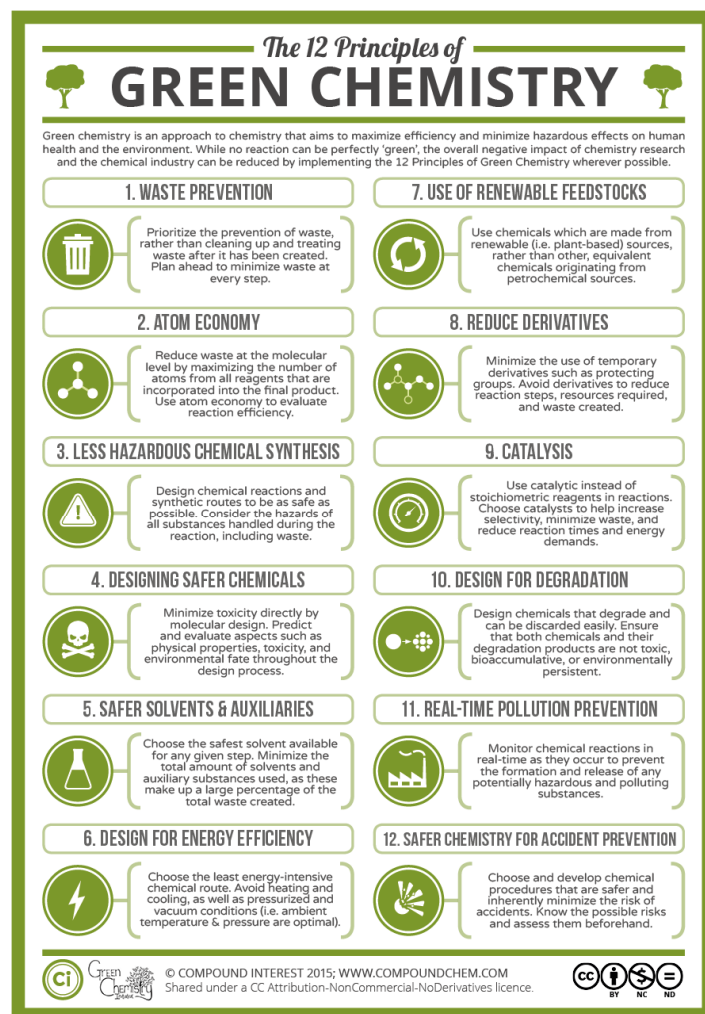 The 12 Principles of
GREEN CHEMISTRY
Green chemistry is an approach to chemistry that aims to maximize efficiency and minimize hazardous effects on human
health and the environment. While no reaction can be perfectly ‘green’, the overall negative impact of chemistry research
and the chemical industry can be reduced by implementing the 12 Principles of Green Chemistry wherever possible.
1. WASTE PREVENTION
Prioritize the prevention of waste,
rather than cleaning up and treating
waste after it has been created.
Plan ahead to minimize waste at
every step.
2. ATOM ECONOMY
Reduce waste at the molecular
level by maximizing the number of
atoms from all reagents that are
incorporated into the final product.
Use atom economy to evaluate
reaction efficiency.
3. LESS HAZARDOUS CHEMICAL SYNTHESIS
!
Design chemical reactions and
synthetic routes to be as safe as
possible. Consider the hazards of
all substances handled during the
reaction, including waste.
4. DESIGNING SAFER CHEMICALS
Minimize toxicity directly by
molecular design. Predict
and evaluate aspects such as
physical properties, toxicity, and
environmental fate throughout the
design process.
5. SAFER SOLVENTS & AUXILIARIES
Choose the safest solvent available
for any given step. Minimize the
total amount of solvents and
auxiliary substances used, as these
make up a large percentage of the
total waste created.
6. DESIGN FOR ENERGY EFFICIENCY
Choose the least energy-intensive
chemical route. Avoid heating and
cooling, as well as pressurized and
vacuum conditions (i.e. ambient
temperature & pressure are optimal).
7. USE OF RENEWABLE FEEDSTOCKS
Use chemicals which are made from
renewable (i.e. plant-based) sources,
rather than other, equivalent
chemicals originating from
petrochemical sources.
8. REDUCE DERIVATIVES
Minimize the use of temporary
derivatives such as protecting
groups. Avoid derivatives to reduce
reaction steps, resources required,
and waste created.
9. CATALYSIS
Use catalytic instead of
stoichiometric reagents in reactions.
Choose catalysts to help increase
selectivity, minimize waste, and
reduce reaction times and energy
demands.
10. DESIGN FOR DEGRADATION
Design chemicals that degrade and
can be discarded easily. Ensure
that both chemicals and their
degradation products are not toxic,
bioaccumulative, or environmentally
persistent.
11. REAL-TIME POLLUTION PREVENTION
Monitor chemical reactions in
real-time as they occur to prevent
the formation and release of any
potentially hazardous and polluting
substances.
12. SAFER CHEMISTRY FOR ACCIDENT PREVENTION
Choose and develop chemical
procedures that are safer and
inherently minimize the risk of
accidents. Know the possible risks
and assess them beforehand.
Ci
Green
Chemistry
Initiative
© COMPOUND INTEREST 2015; WWW.COMPOUNDCHEM.COM
Shared under a CC Attribution-NonCommercial-NoDerivatives licence.
cc
BY NC ND